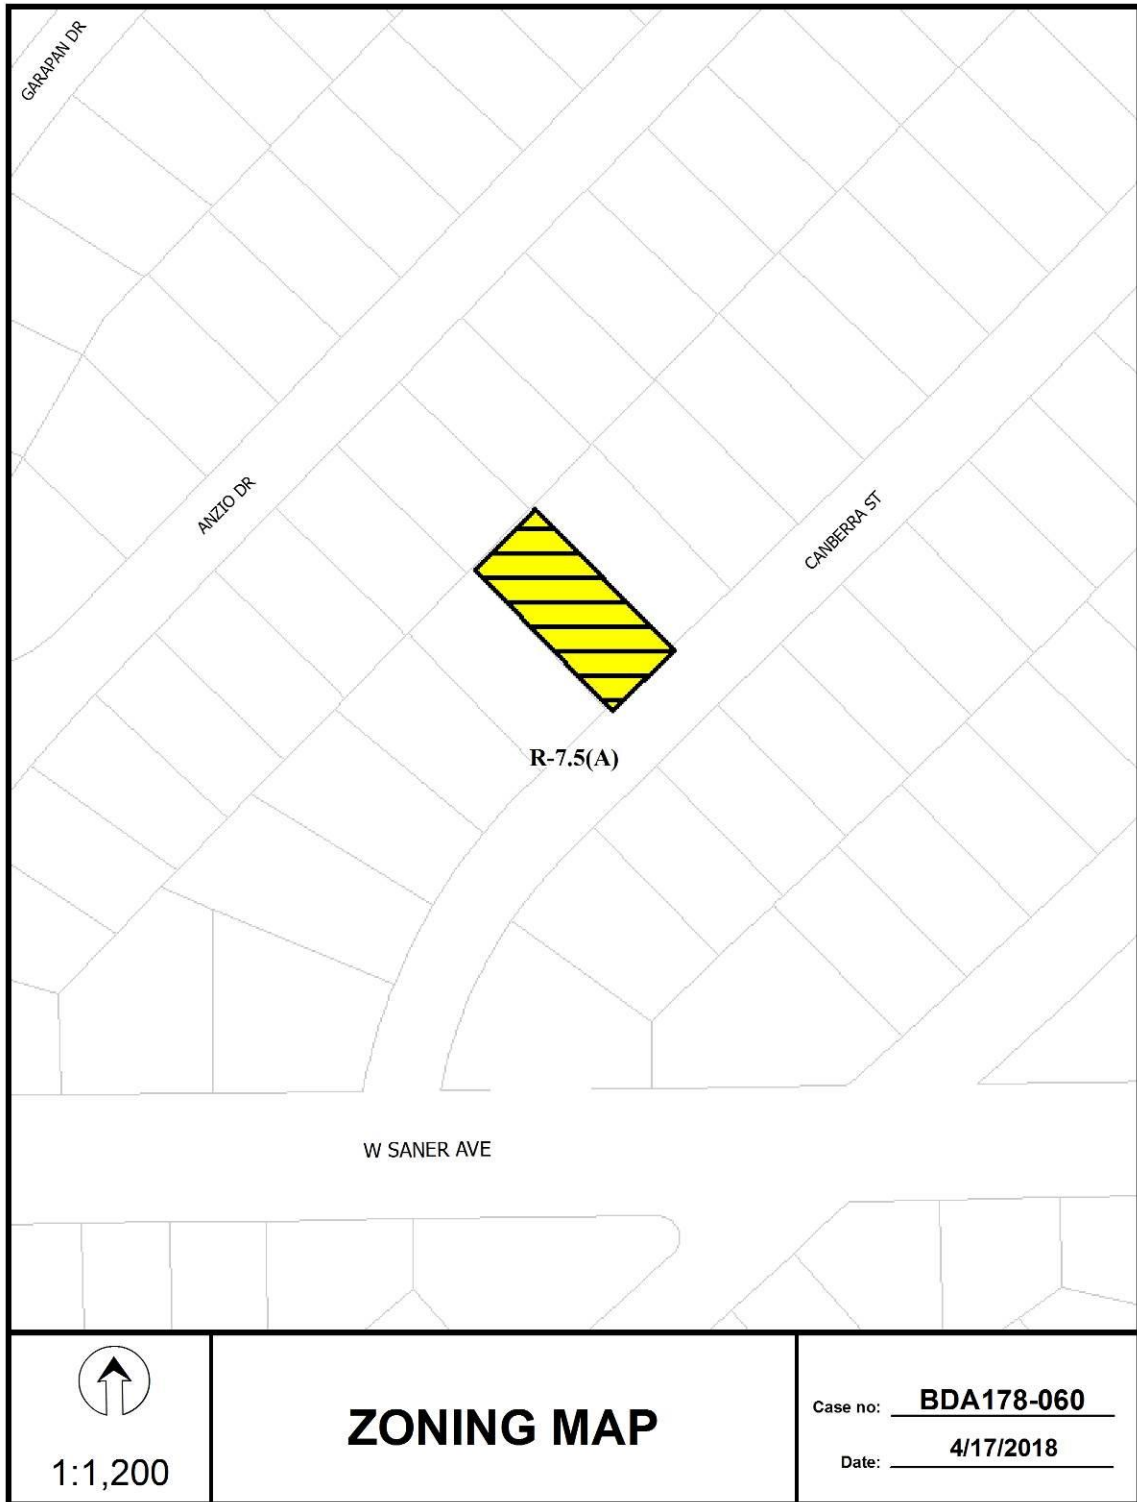 GARAPAN DR
ANZIO DR
CANBERRA ST
R-7.5(A)
W SANER AVE
1:1,200
ZONING MAP
Case no: BDA178-060
Date: 4/17/2018